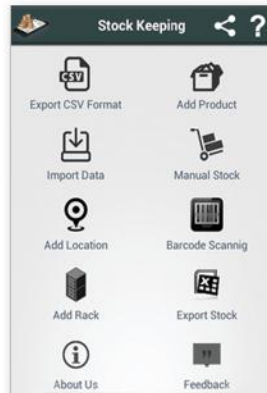 Stock Keeping ?
CSV
Export CSV Format Add Product
Import Data Manual Stock
Add Location Barcode Scannig
X
Add Rack Export Stock
i ”
About Us Feedback